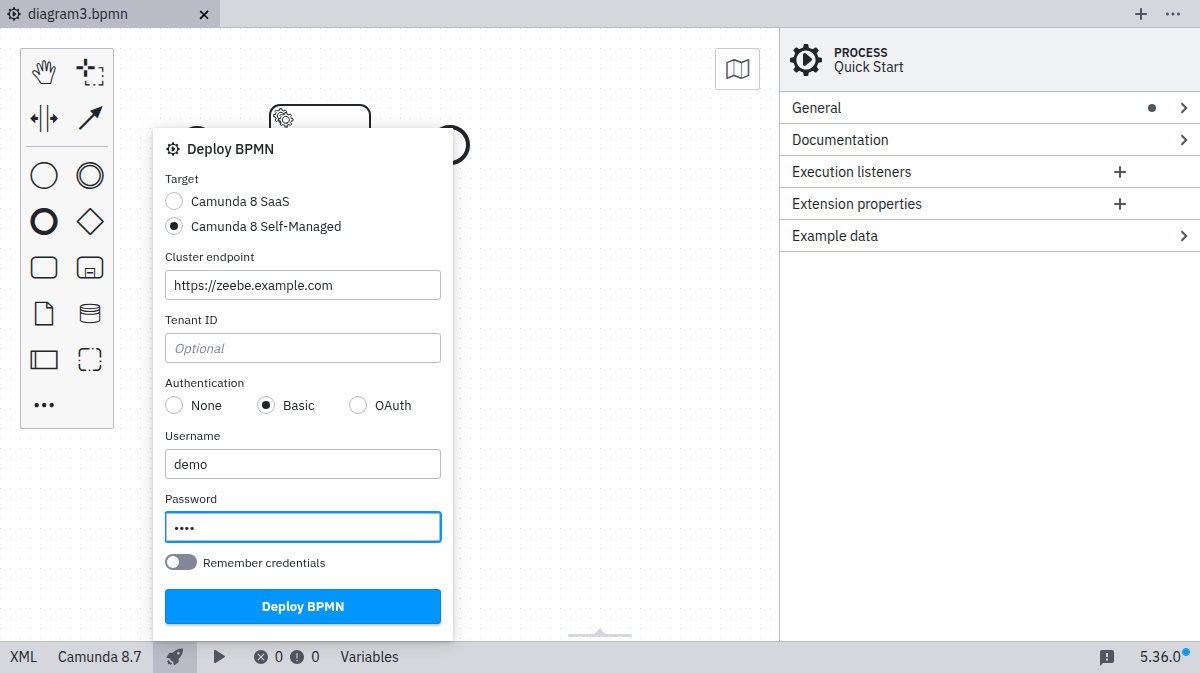 diagram3.bpmn
PROCESS
Quick Start
General
Documentation
Execution listeners
Extension properties
Example data
Deploy BPMN
Target
Camunda 8 SaaS
Camunda 8 Self-Managed
Cluster endpoint
https://zeebe.example.com
Tenant ID
Optional
Authentication
None Basic OAuth
Username
demo
Password
••••
Remember credentials
Deploy BPMN
XML Camunda 8.7 0 0 Variables 5.36.0